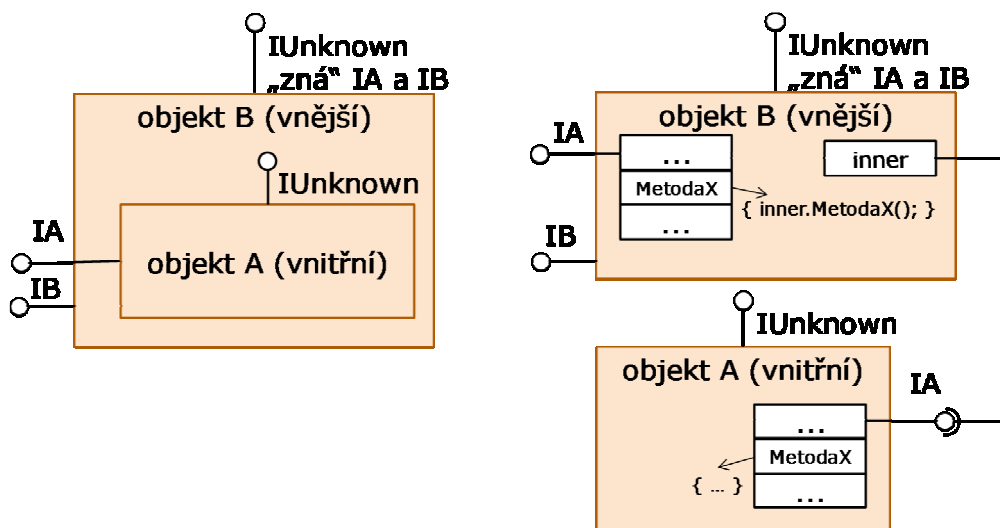 IUnknown
„zná“ IA a IB
objekt B (vnější)
IUnknown
IA
objekt A (vnitřní)
IB
IUnknown
„zná“ IA a IB
objekt B (vnější)
IA
...
inner
MetodaX
{ inner.MetodaX(); }
...
IB
IUnknown
objekt A (vnitřní)
IA
...
MetodaX
{ ... }
...